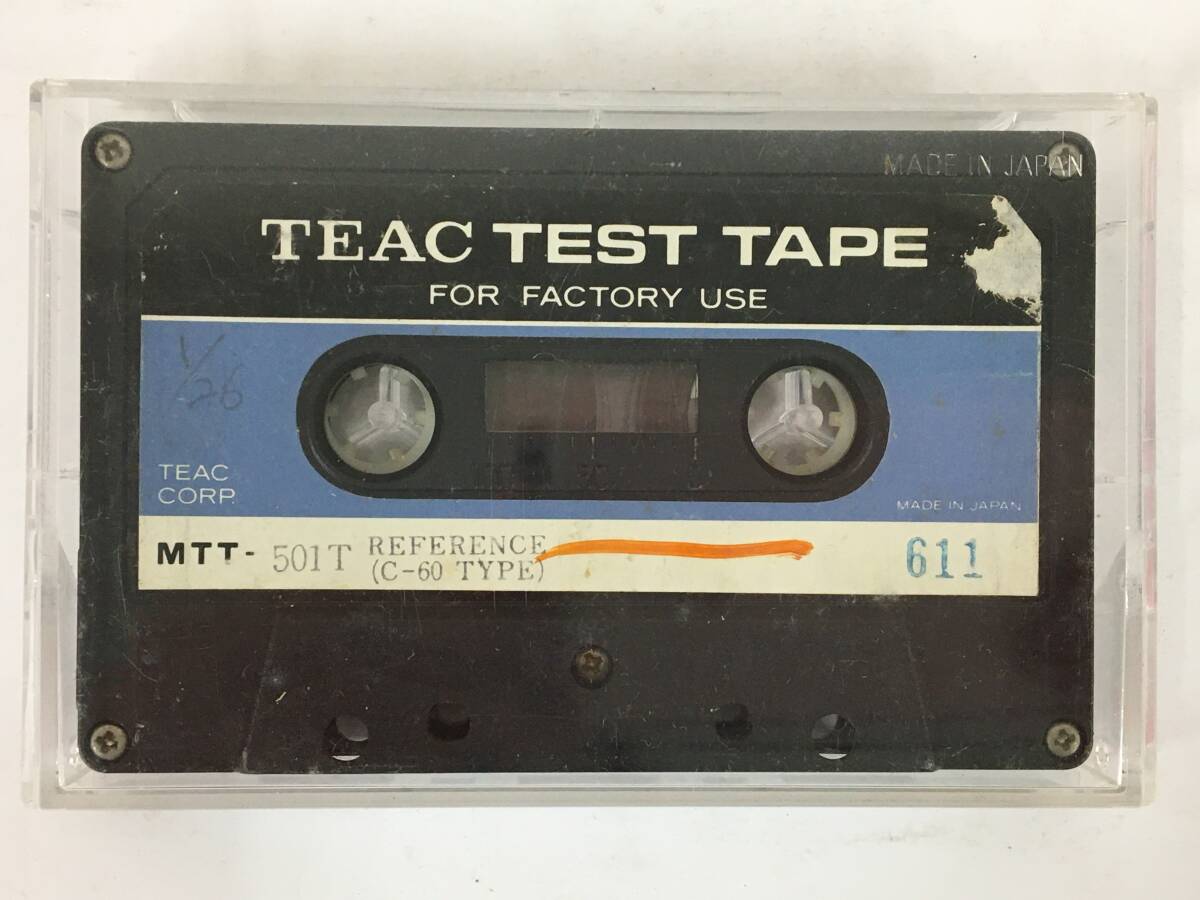 MADE IN JAPAN
TEAC TEST TAPE
FOR FACTORY USE
1/26
TEAC
CORP.
MADE IN JAPAN
MTT- 501T REFERENCE
(C-60 TYPE)
611